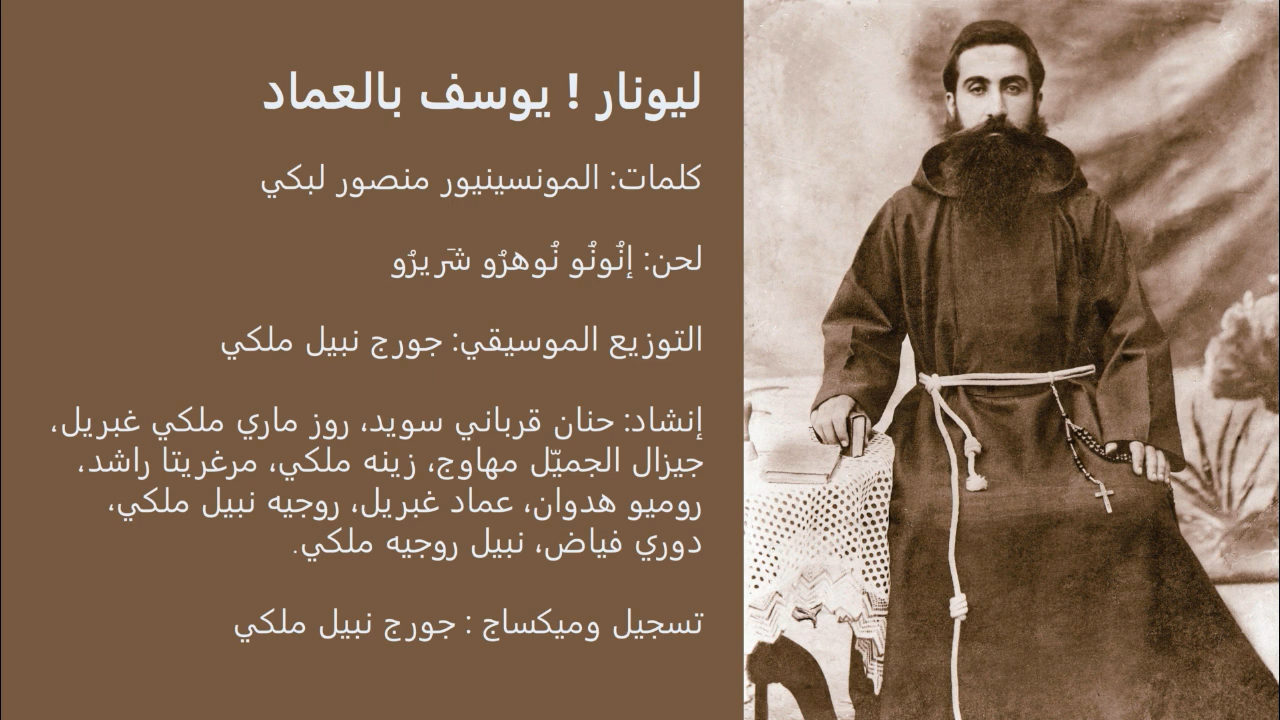 ليونار ! يوسف بالعماد
كلمات: المونسينيور منصور لبكي
لحن: إنُونُو نُوهرُو شَريرُو
التوزيع الموسيقي: جورج نبيل ملكي
إنشاد: حنان قرباني سويد، روز ماري ملكي غبريل،
جيزال الجميّل مهاوج، زينه ملكي، مرغريتا راشد،
روميو هدوان، عماد غبريل، روجيه نبيل ملكي،
دوري فياض، نبيل روجيه ملكي.
تسجيل وميكساج : جورج نبيل ملكي